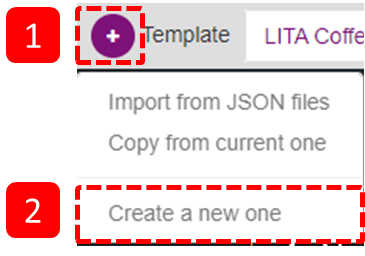 1
+ Template LITA Coffe
Import from JSON files
Copy from current one
2
Create a new one